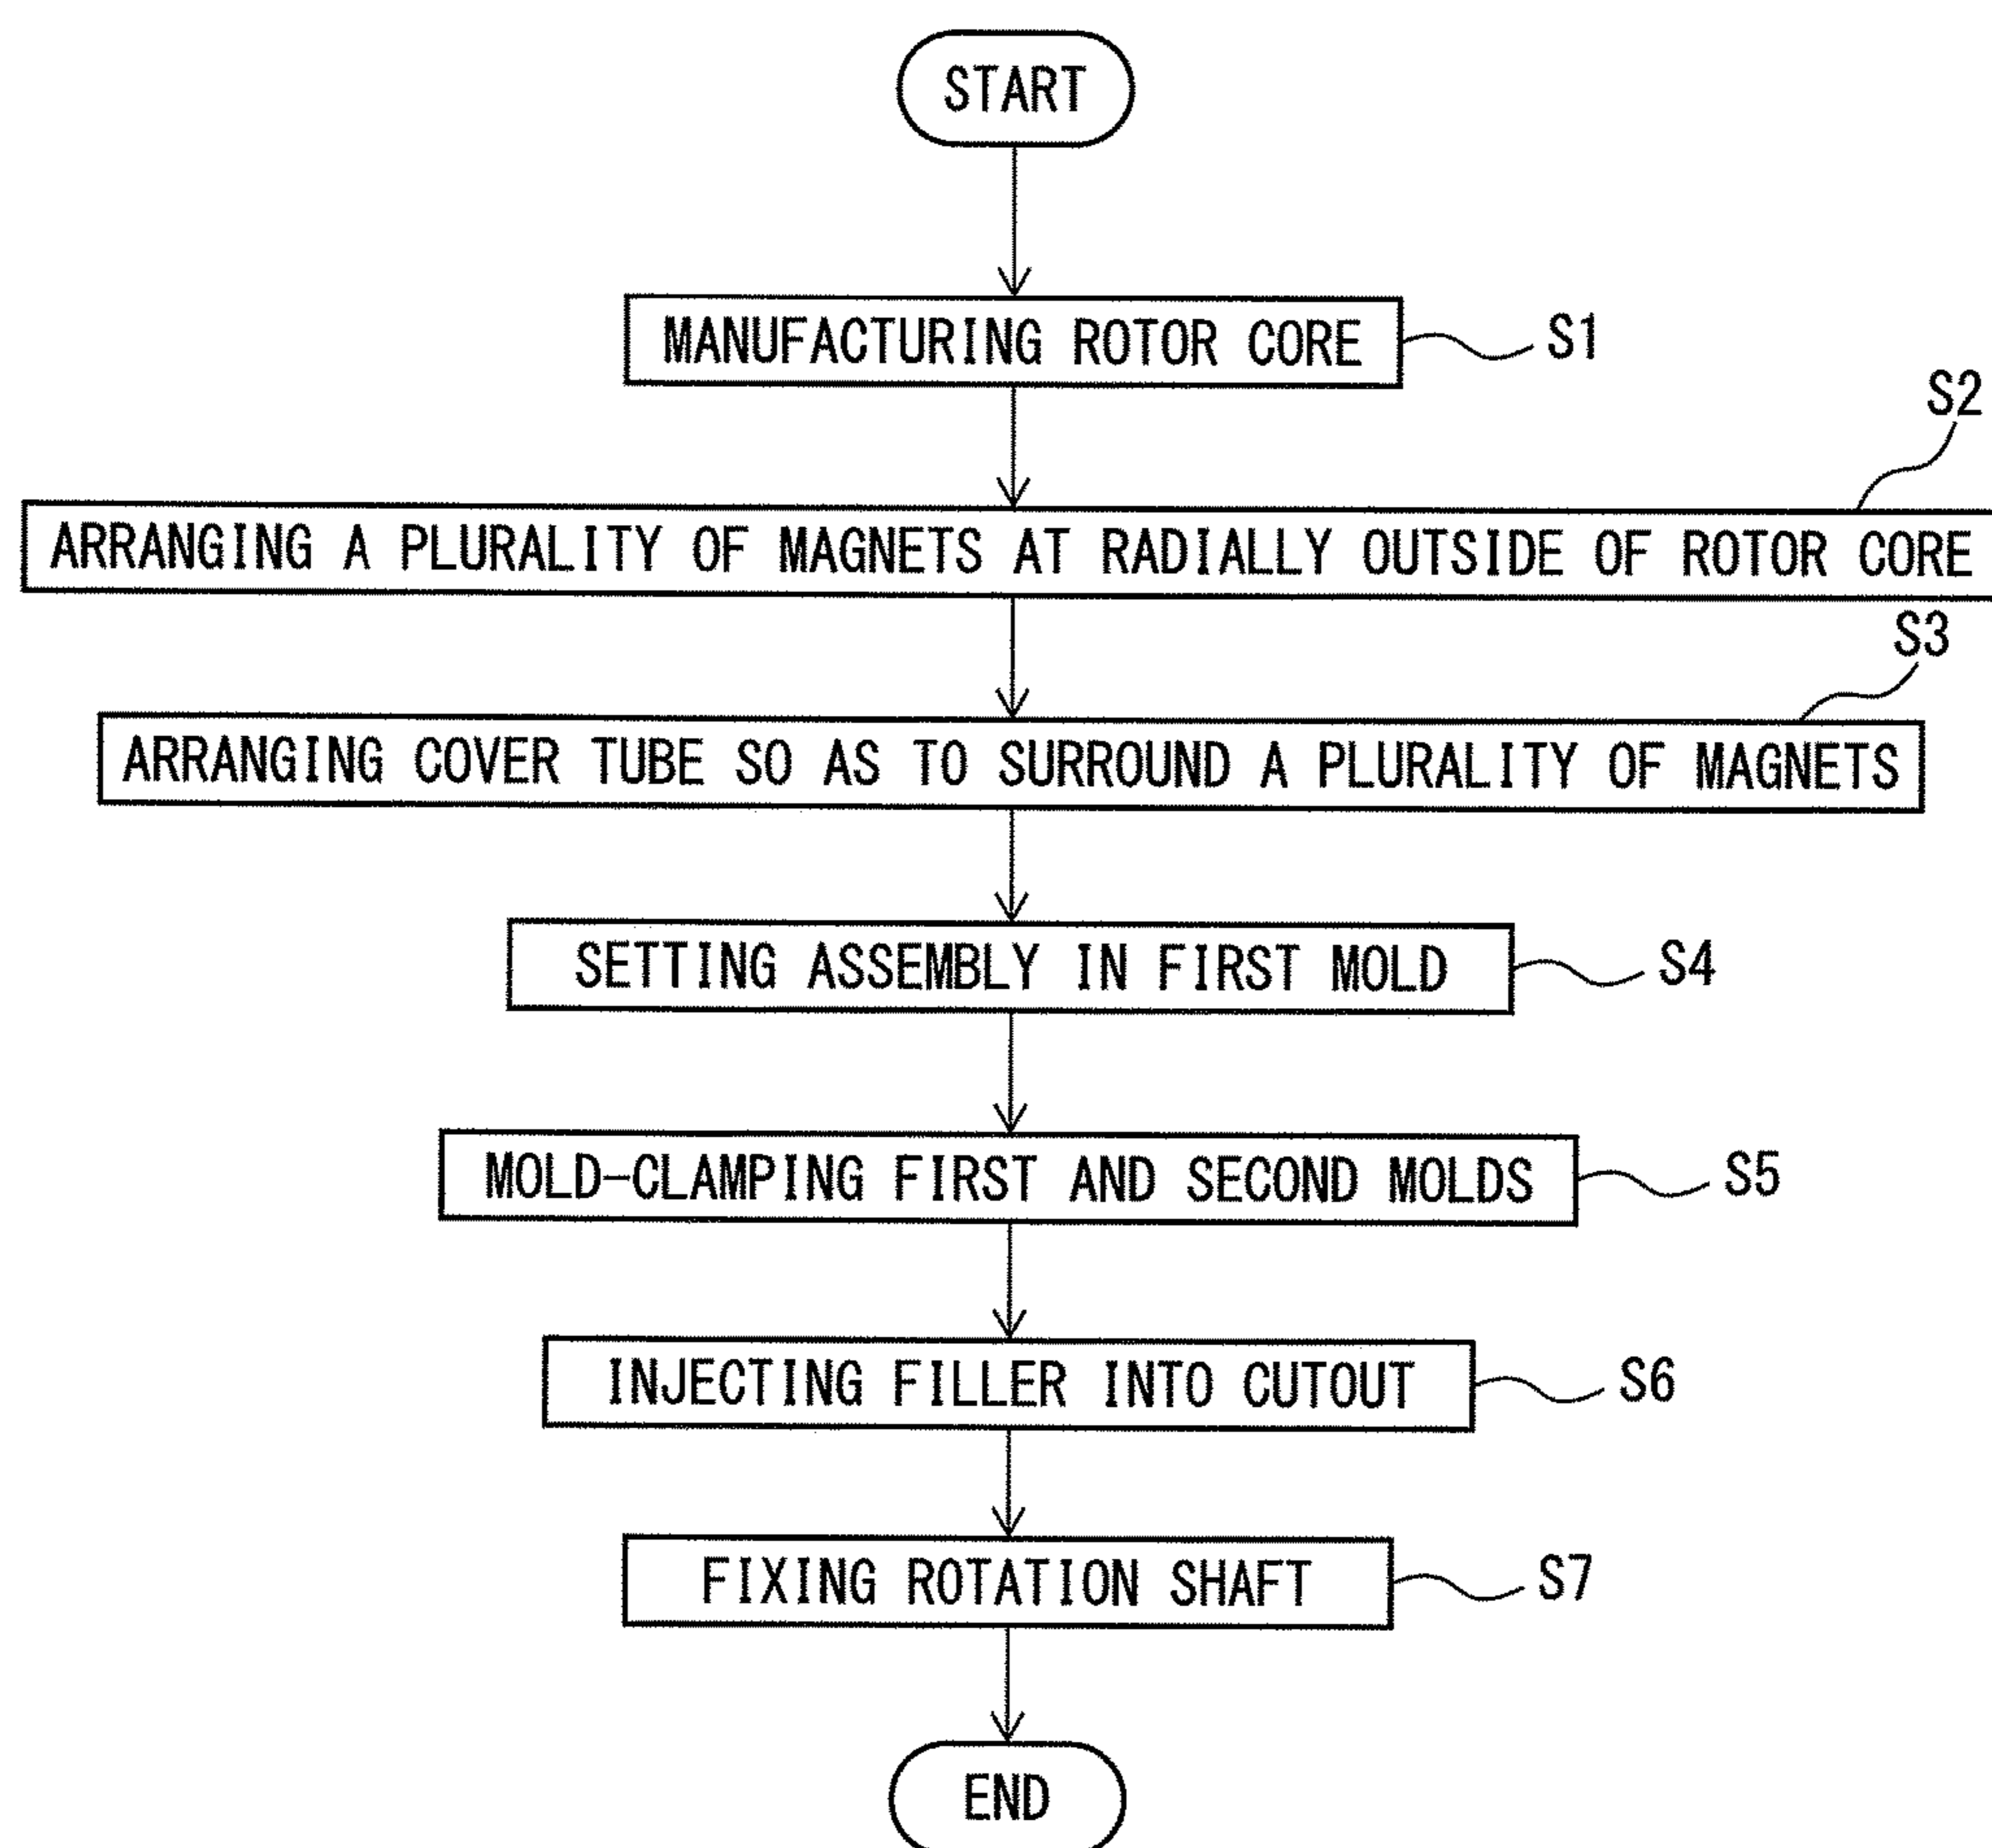 START
MANUFACTURING ROTOR CORE
S1
S2
ARRANGING A PLURALITY OF MAGNETS AT RADIALLY OUTSIDE OF ROTOR CORE
S3
ARRANGING COVER TUBE SO AS TO SURROUND A PLURALITY OF MAGNETS
SETTING ASSEMBLY IN FIRST MOLD
S4
MOLD-CLAMPING FIRST AND SECOND MOLDS
S5
INJECTING FILLER INTO CUTOUT
S6
FIXING ROTATION SHAFT
S7
END